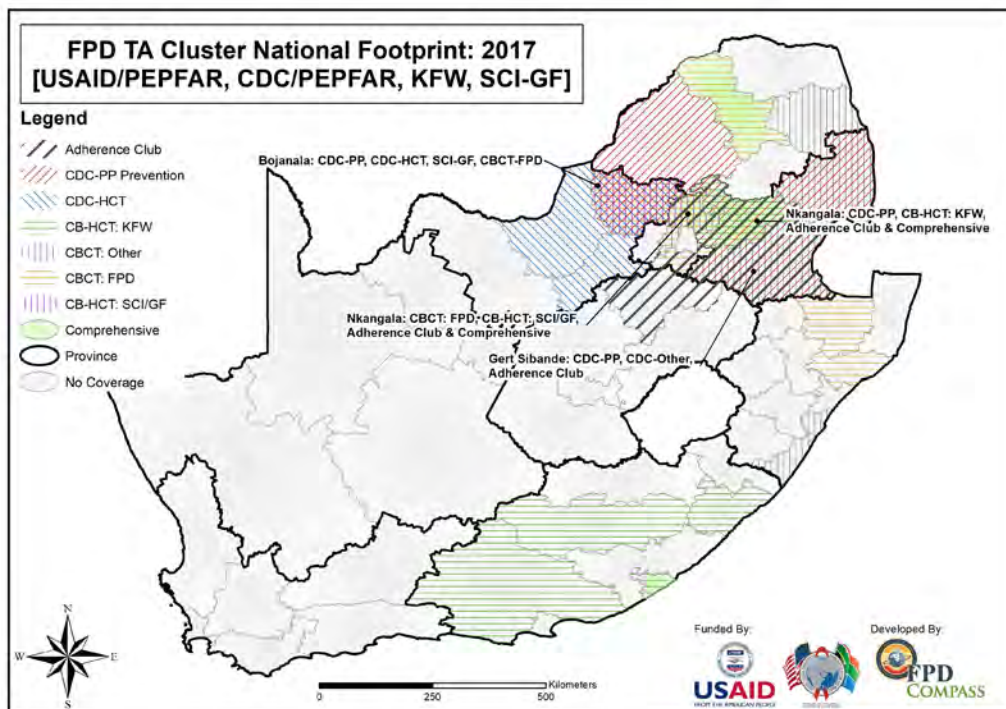 FPD TA Cluster National Footprint: 2017
[USAID/PEPFAR, CDC/PEPFAR, KFW, SCI-GF]
Legend
Adherence Club
CDC-PP Prevention
CDC-HCT
CB-HCT: KFW
CBCT: Other
CBCT: FPD
CB-HCT: SCI/GF
Comprehensive
Province
No Coverage
Bojanala: CDC-PP, CDC-HCT, SCI-GF, CBCT-FPD
Nkangala: CDC-PP, CB-HCT: KFW,
Adherence Club & Comprehensive
Nkangala: CBCT: FPD, CB-HCT: SCI/GF,
Adherence Club & Comprehensive
Gert Sibande: CDC-PP, CDC-Other,
Adherence Club
N
W E
S
Kilometers
0 250 500
Funded By:
USAID
FROM THE AMERICAN PEOPLE
Developed By:
FPD
COMPASS